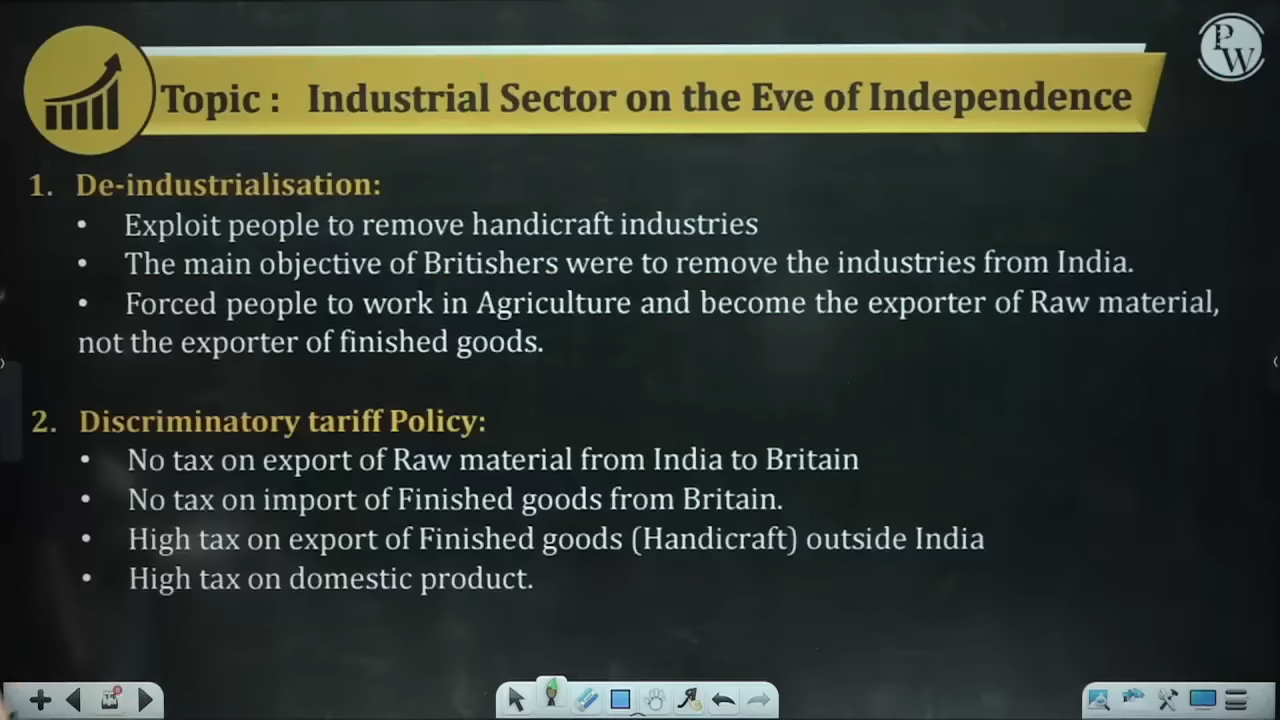 Topic : Industrial Sector on the Eve of Independence
PW
1. De-industrialisation:
• Exploit people to remove handicraft industries
• The main objective of Britishers were to remove the industries from India.
• Forced people to work in Agriculture and become the exporter of Raw material,
not the exporter of finished goods.
2. Discriminatory tariff Policy:
• No tax on export of Raw material from India to Britain
• No tax on import of Finished goods from Britain.
• High tax on export of Finished goods (Handicraft) outside India
• High tax on domestic product.